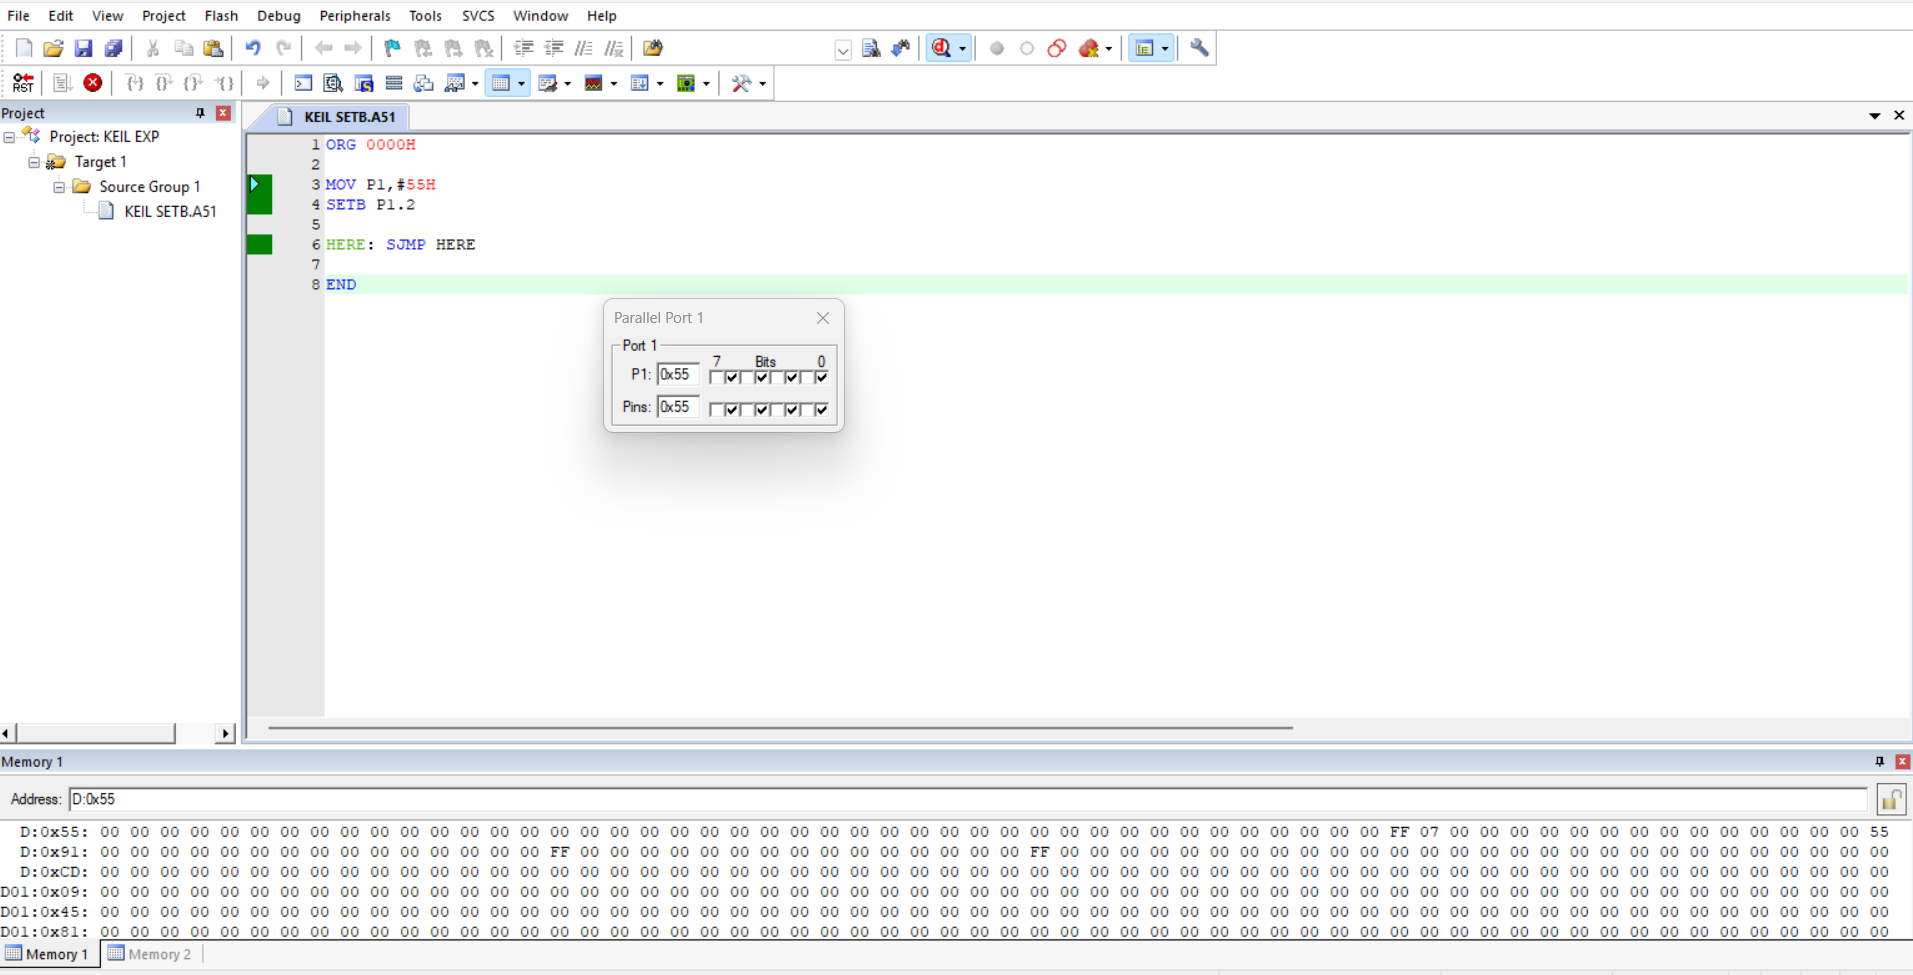 File Edit View Project Flash Debug Peripherals Tools SVCS Window Help
RST
Project
KEIL SETB.A51
Project: KEIL EXP
Target 1
Source Group 1
KEIL SETB.A51
1 ORG 0000H
2
3 MOV P1,#55H
4 SETB P1.2
5
6 HERE: SJMP HERE
7
8 END
Parallel Port 1
Port 1
7 Bits 0
P1: 0x55
Pins: 0x55
Memory 1
Address: D:0x55
D:0x55: 00 00 00 00 00 00 00 00 00 00 00 00 00 00 00 00 00 00 00 00 00 00 00 00 00 00 00 00 00 00 00 00 00 00 00 00 00 00 00 00 00 00 00 FF 07 00 00 00 00 00 00 00 00 00 00 00 00 00 00 55
D:0x91: 00 00 00 00 00 00 00 00 00 00 00 00 00 00 00 FF 00 00 00 00 00 00 00 00 00 00 00 00 00 00 00 FF 00 00 00 00 00 00 00 00 00 00 00 00 00 00 00 00 00 00 00 00 00 00 00 00 00 00 00 00
D:0xCD: 00 00 00 00 00 00 00 00 00 00 00 00 00 00 00 00 00 00 00 00 00 00 00 00 00 00 00 00 00 00 00 00 00 00 00 00 00 00 00 00 00 00 00 00 00 00 00 00 00 00 00 00 00 00 00 00 00 00 00 00
D01:0x09: 00 00 00 00 00 00 00 00 00 00 00 00 00 00 00 00 00 00 00 00 00 00 00 00 00 00 00 00 00 00 00 00 00 00 00 00 00 00 00 00 00 00 00 00 00 00 00 00 00 00 00 00 00 00 00 00 00 00 00 00
D01:0x45: 00 00 00 00 00 00 00 00 00 00 00 00 00 00 00 00 00 00 00 00 00 00 00 00 00 00 00 00 00 00 00 00 00 00 00 00 00 00 00 00 00 00 00 00 00 00 00 00 00 00 00 00 00 00 00 00 00 00 00 00
D01:0x81: 00 00 00 00 00 00 00 00 00 00 00 00 00 00 00 00 00 00 00 00 00 00 00 00 00 00 00 00 00 00 00 00 00 00 00 00 00 00 00 00 00 00 00 00 00 00 00 00 00 00 00 00 00 00 00 00 00 00 00 00
Memory 1 Memory 2